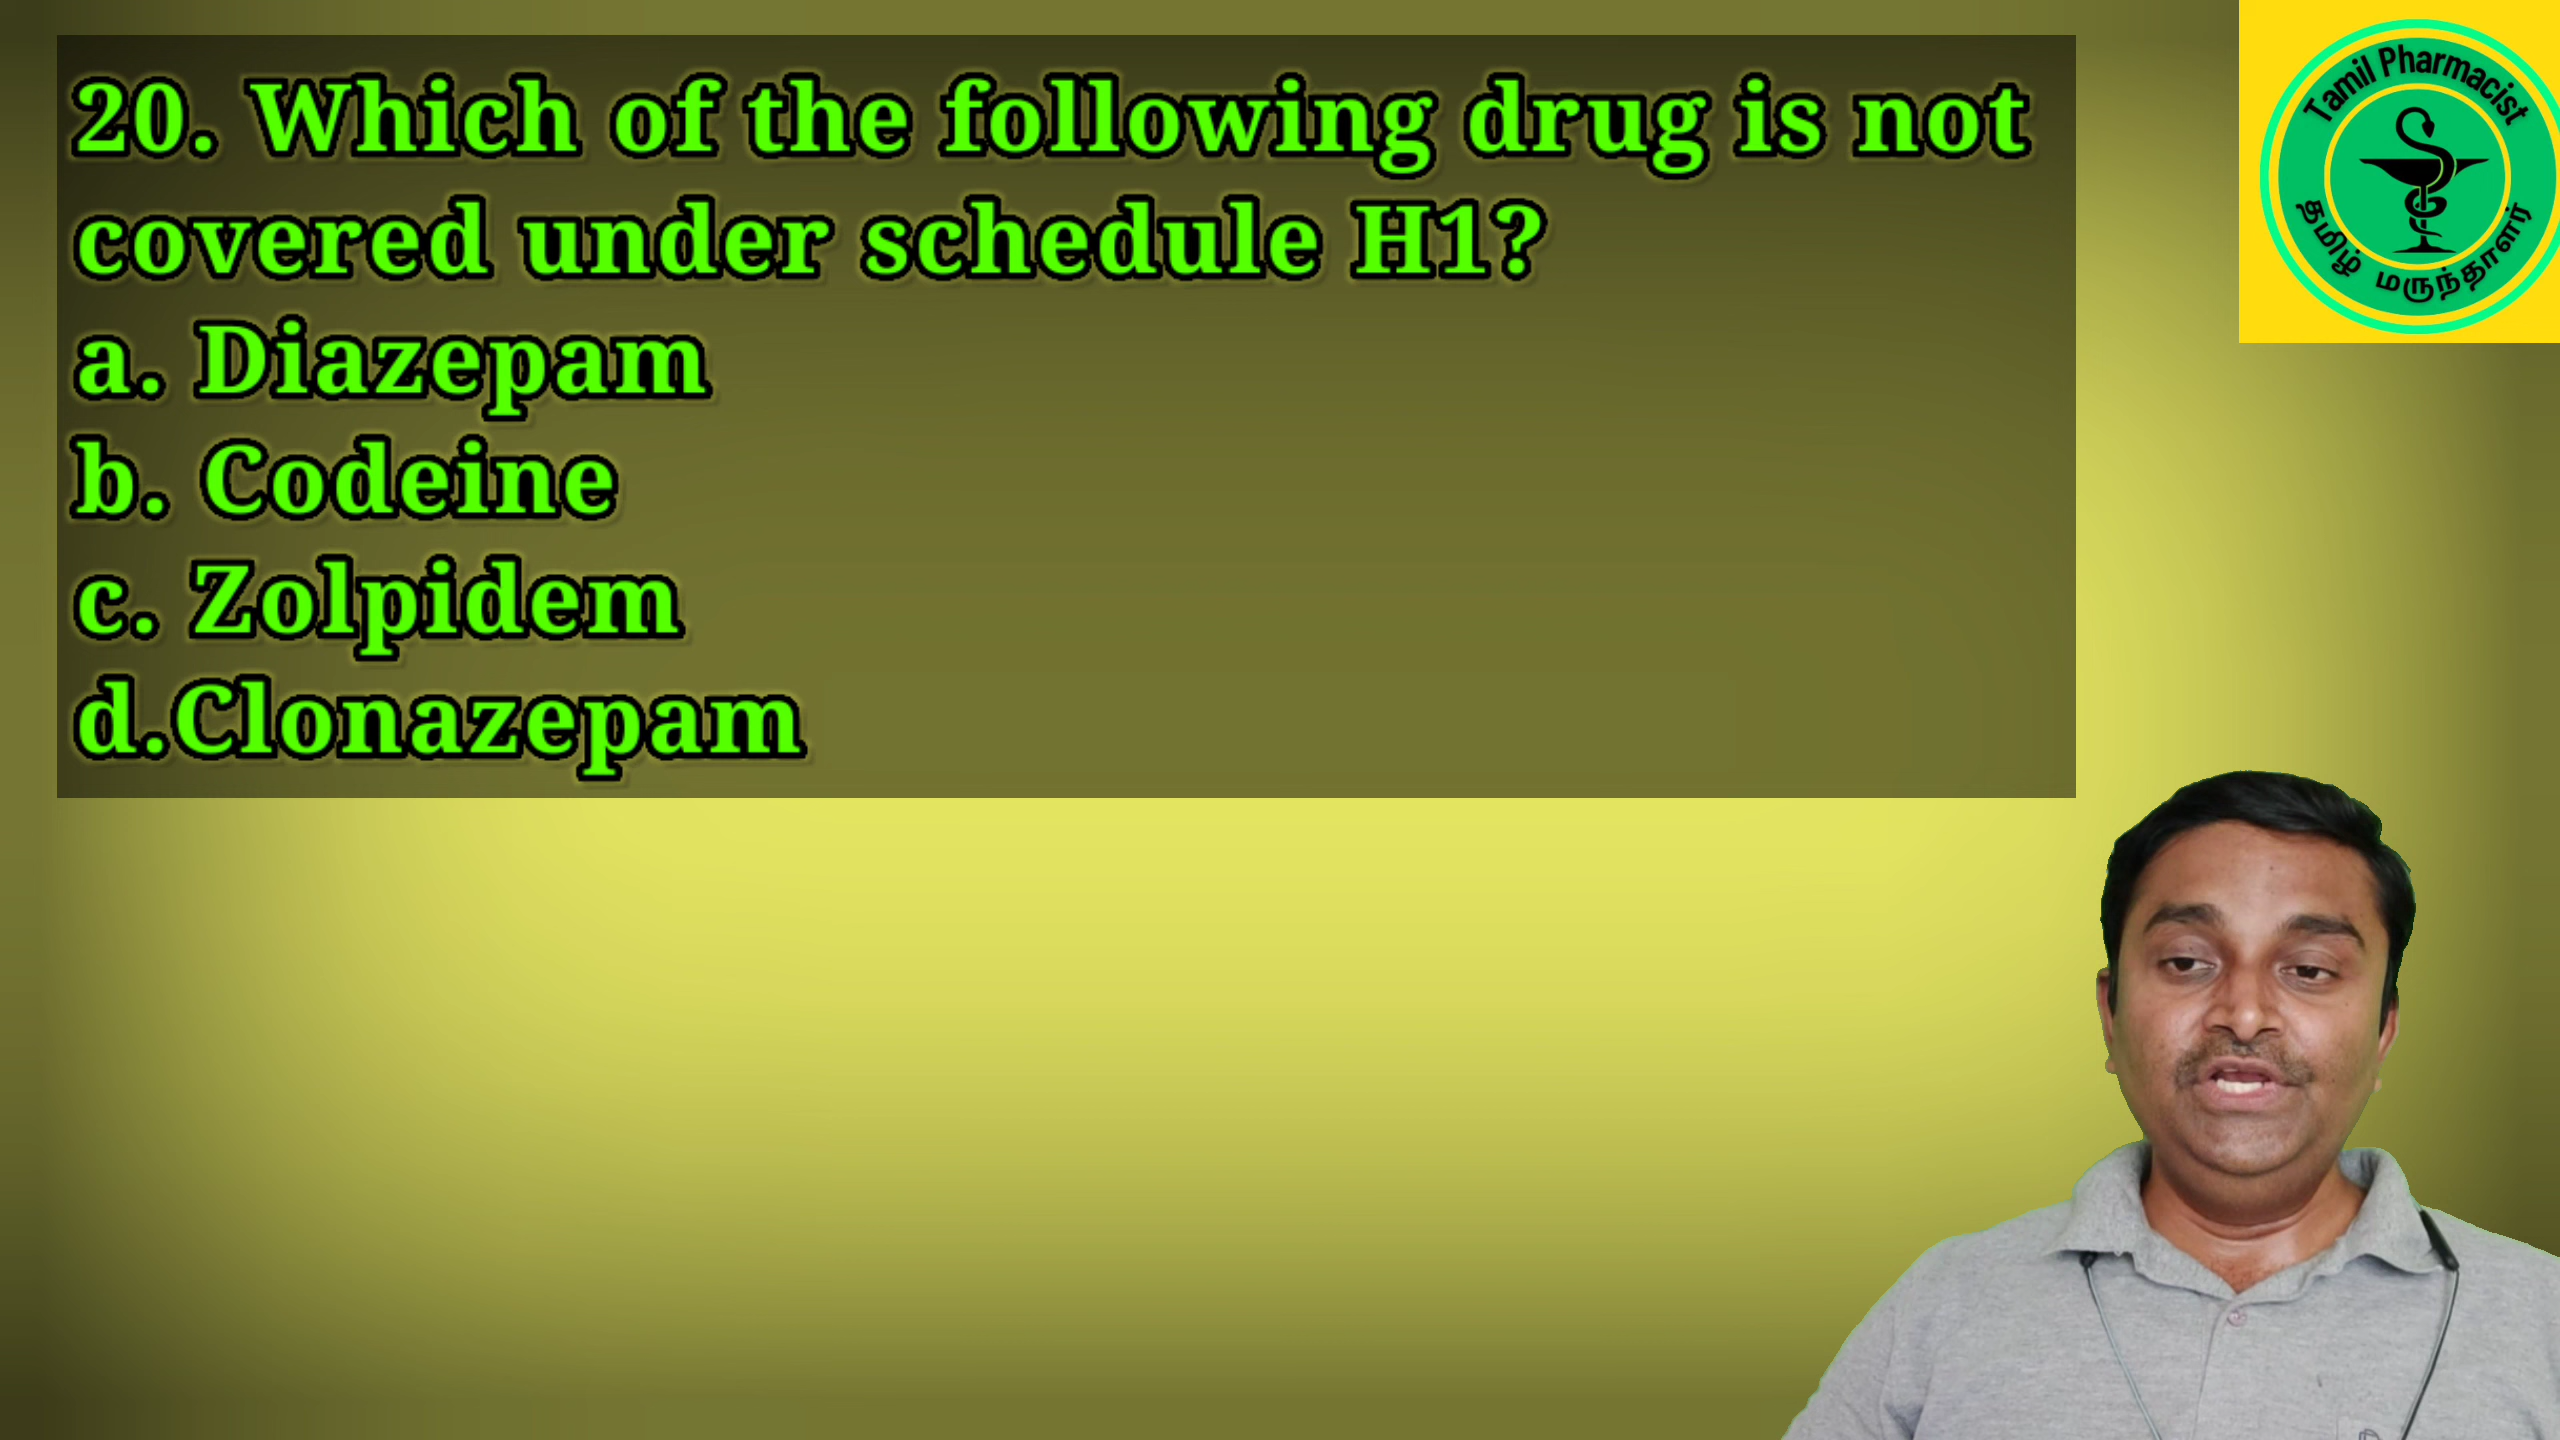 20. Which of the following drug is not
covered under schedule H1?
a. Diazepam
b. Codeine
c. Zolpidem
d.Clonazepam
Tamil Pharmacist
தமிழ் மருந்தாளர்